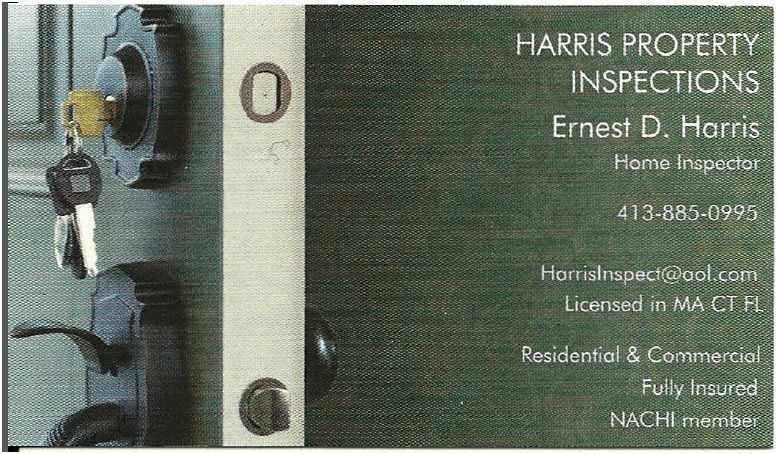 HARRIS PROPERTY
INSPECTIONS
Ernest D. Harris
Home Inspector
413-885-0995
HarrisInspect@aol.com
Licensed in MA CT FL
Residential & Commercial
Fully Insured
NACHI member